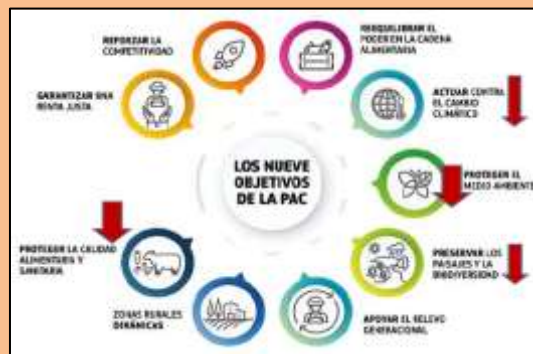 REFORZAR LA
COMPETITIVIDAD
REEQUILIBRAR EL
PODER EN LA CADENA
ALIMENTARIA
GARANTIZAR UNA
RENTA JUSTA
ACTUAR CONTRA
EL CAMBIO
CLIMÁTICO
LOS NUEVE
OBJETIVOS
DE LA PAC
PROTEGER EL
MEDIO AMBIENTE
PROTEGER LA CALIDAD
ALIMENTARIA Y
SANITARIA
PRESERVAR LOS
PAISAJES Y LA
BIODIVERSIDAD
ZONAS RURALES
DINÁMICAS
APOYAR EL RELEVO
GENERACIONAL